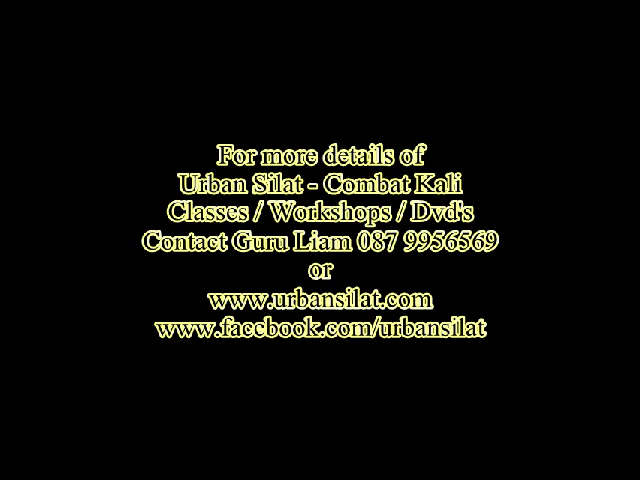 For more details of
Urban Silat - Combat Kali
Classes / Workshops / Dvd's
Contact Guru Liam 087 9956569
or
www.urbansilat.com
www.facebook.com/urbansilat